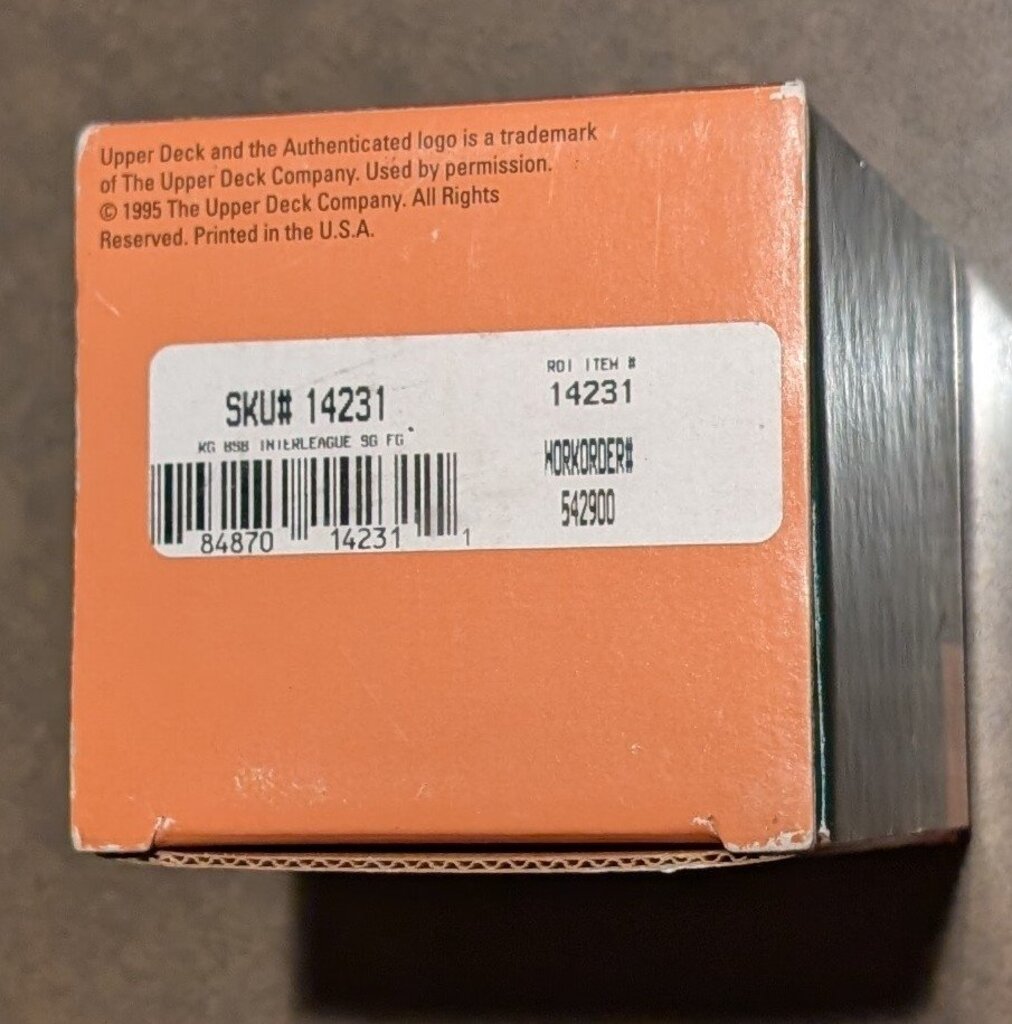 Upper Deck and the Authenticated logo is a trademark
of The Upper Deck Company. Used by permission.
© 1995 The Upper Deck Company. All Rights
Reserved. Printed in the U.S.A.
SKU# 14231
KG BSB INTERLEAGUE 9G FG
84870 14231 1
RDI ITEM #
14231
WORKORDER#
542900